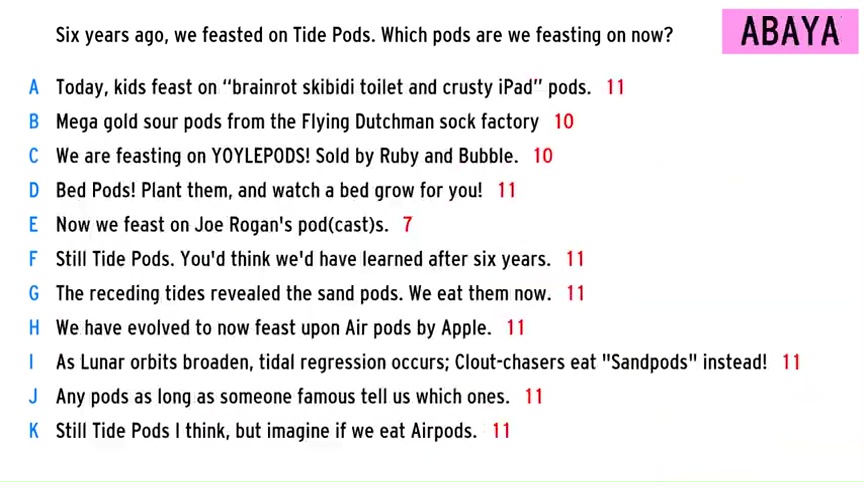 Six years ago, we feasted on Tide Pods. Which pods are we feasting on now?
ABAYA
A Today, kids feast on “brainrot skibidi toilet and crusty iPad” pods. 11
B Mega gold sour pods from the Flying Dutchman sock factory 10
C We are feasting on YOYLEPODS! Sold by Ruby and Bubble. 10
D Bed Pods! Plant them, and watch a bed grow for you! 11
E Now we feast on Joe Rogan's pod(cast)s. 7
F Still Tide Pods. You'd think we'd have learned after six years. 11
G The receding tides revealed the sand pods. We eat them now. 11
H We have evolved to now feast upon Air pods by Apple. 11
I As Lunar orbits broaden, tidal regression occurs; Clout-chasers eat "Sandpods" instead! 11
J Any pods as long as someone famous tell us which ones. 11
K Still Tide Pods I think, but imagine if we eat Airpods. 11